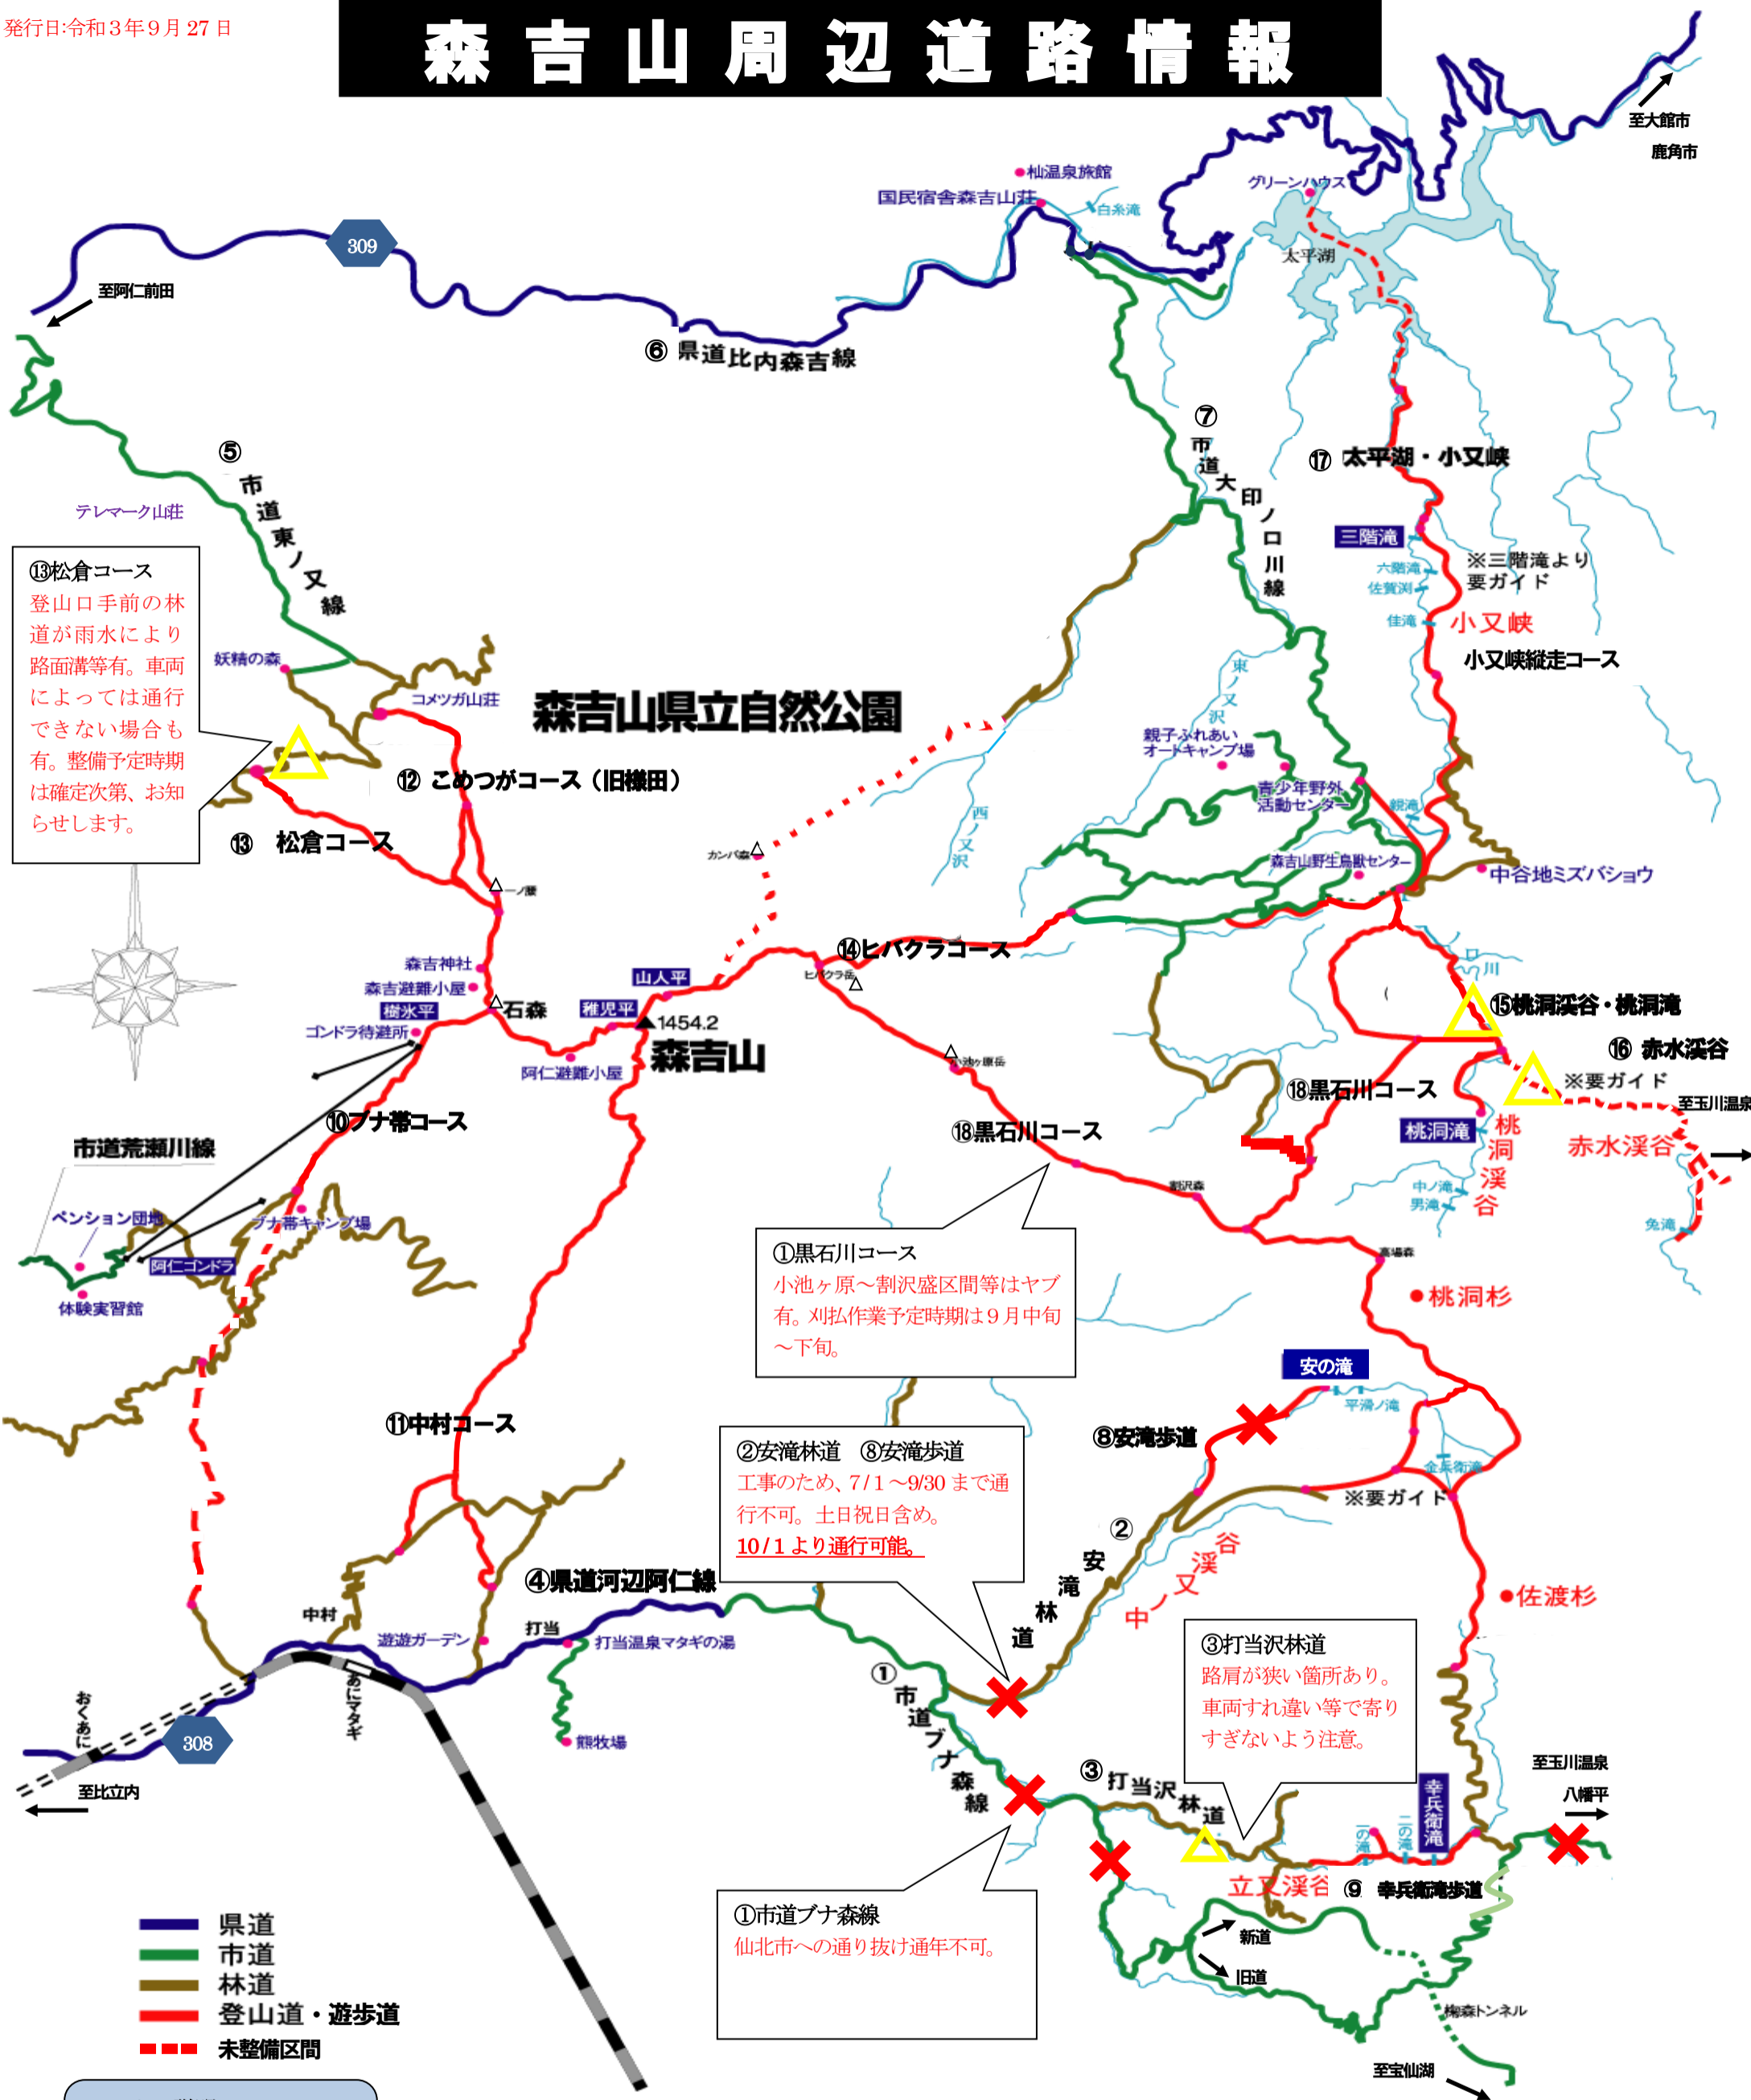 発行日:令和３年９月 27 日
森吉山周辺道路情報
至大館市
鹿角市
杣温泉旅館
国民宿舎森吉山荘
白糸滝
グリーンハウス
太平湖
309
至阿仁前田
⑥ 県道比内森吉線
⑤
市道東ノ又線
テレマーク山荘
⑦
市道大印ノ口川線
⑰ 太平湖・小又峡
三階滝
※三階滝より
要ガイド
六階滝
佐賀渕
佳滝
小又峡
小又峡縦走コース
⑬松倉コース
登山口手前の林
道が雨水により
路面溝等有。車両
によっては通行
できない場合も
有。整備予定時期
は確定次第、お知
らせします。
妖精の森
コメツガ山荘
森吉山県立自然公園
東ノ又沢
親子ふれあい
オートキャンプ場
青少年野外
活動センター
⑫ こめつがコース（旧様田）
⑬ 松倉コース
西ノ又沢
カンバ森
森吉山野生鳥獣センター
中谷地ミズバショウ
一ノ腰
⑭ヒバクラコース
ヒバクラ岳
森吉神社
森吉避難小屋
樹氷平
ゴンドラ待避所
石森
稚児平
山人平
1454.2
森吉山
阿仁避難小屋
小池ヶ原岳
⑮桃洞渓谷・桃洞滝
⑯ 赤水渓谷
※要ガイド
至玉川温泉
赤水渓谷
⑱黒石川コース
桃洞滝
桃洞渓谷
中ノ滝
男滝
兎滝
⑩ブナ帯コース
⑱黒石川コース
割沢森
市道荒瀬川線
ペンション団地
ブナ帯キャンプ場
阿仁ゴンドラ
体験実習館
①黒石川コース
小池ヶ原～割沢盛区間等はヤブ
有。刈払作業予定時期は９月中旬
～下旬。
高場森
桃洞杉
安の滝
平滑ノ滝
⑪中村コース
②安滝林道　⑧安滝歩道
工事のため、7/1～9/30 まで通
行不可。土日祝日含め。
10/1 より通行可能。
⑧安滝歩道
金兵衛滝
※要ガイド
②
安滝林道
中ノ又渓谷
佐渡杉
④県道河辺阿仁線
中村
遊遊ガーデン
打当
打当温泉マタギの湯
①
市道ブナ森線
③打当沢林道
路肩が狭い箇所あり。
車両すれ違い等で寄り
すぎないよう注意。
おくあに
308
あにマタギ
熊牧場
至比立内
③
打当沢林道
一の滝
二の滝
幸兵衛滝
至玉川温泉
八幡平
立又渓谷
⑨ 幸兵衛滝歩道
①市道ブナ森線
仙北市への通り抜け通年不可。
新道
旧道
県道
市道
林道
登山道・遊歩道
未整備区間
至宝仙湖